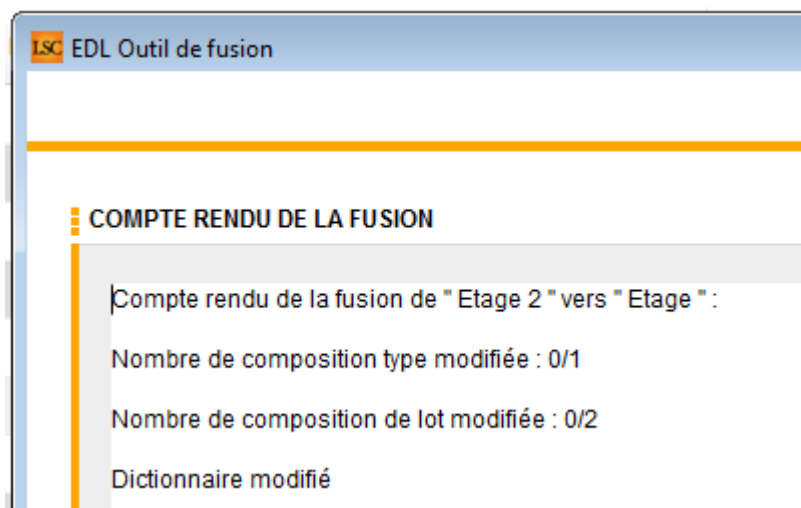 LSC EDL Outil de fusion
COMPTE RENDU DE LA FUSION
Compte rendu de la fusion de " Etage 2 " vers " Etage " :
Nombre de composition type modifiée : 0/1
Nombre de composition de lot modifiée : 0/2
Dictionnaire modifié